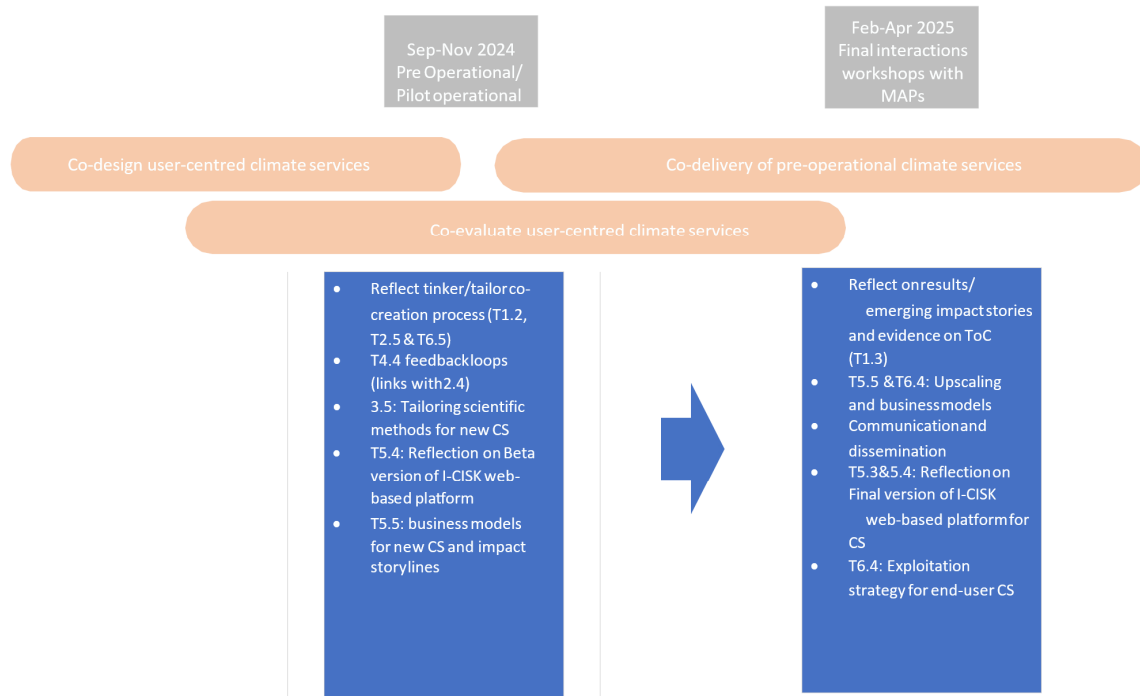 Sep-Nov 2024
Pre Operational/
Pilot operational
Feb-Apr 2025
Final interactions
workshops with
MAPs
Co-design user-centred climate services
Co-delivery of pre-operational climate services
Co-evaluate user-centred climate services
• Reflect tinker/tailor co-
creation process (T1.2,
T2.5 & T6.5)
• T4.4 feedback loops
(links with 2.4)
• 3.5: Tailoring scientific
methods for new CS
• T5.4: Reflection on Beta
version of I-CISK web-
based platform
• T5.5: business models
for new CS and impact
storylines
• Reflect on results/
emerging impact stories
and evidence on ToC
(T1.3)
• T5.5 & T6.4: Upscaling
and business models
• Communication and
dissemination
• T5.3&5.4: Reflection on
Final version of I-CISK
web-based platform for
CS
• T6.4: Exploitation
strategy for end-user CS